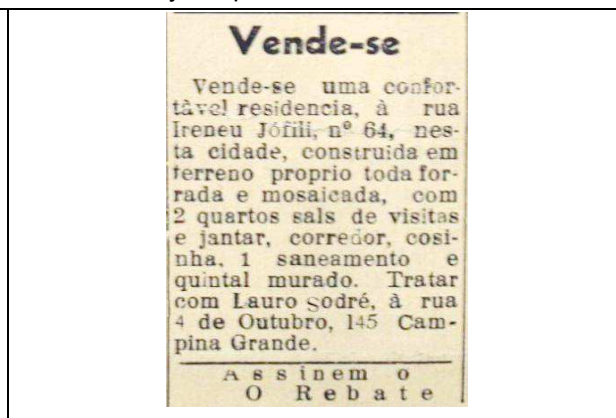 Vende-se
Vende-se uma confor-
tàvel residencia, à rua
Ireneu Jófili, nº 64, nes-
ta cidade, construida em
terreno proprio toda for-
rada e mosaicada, com
2 quartos sals de visitas
e jantar, corredor, cosi-
nha, 1 saneamento e
quintal murado. Tratar
com Lauro Sodré, à rua
4 de Outubro, 145 Cam-
pina Grande.
Assinem o
O Rebate